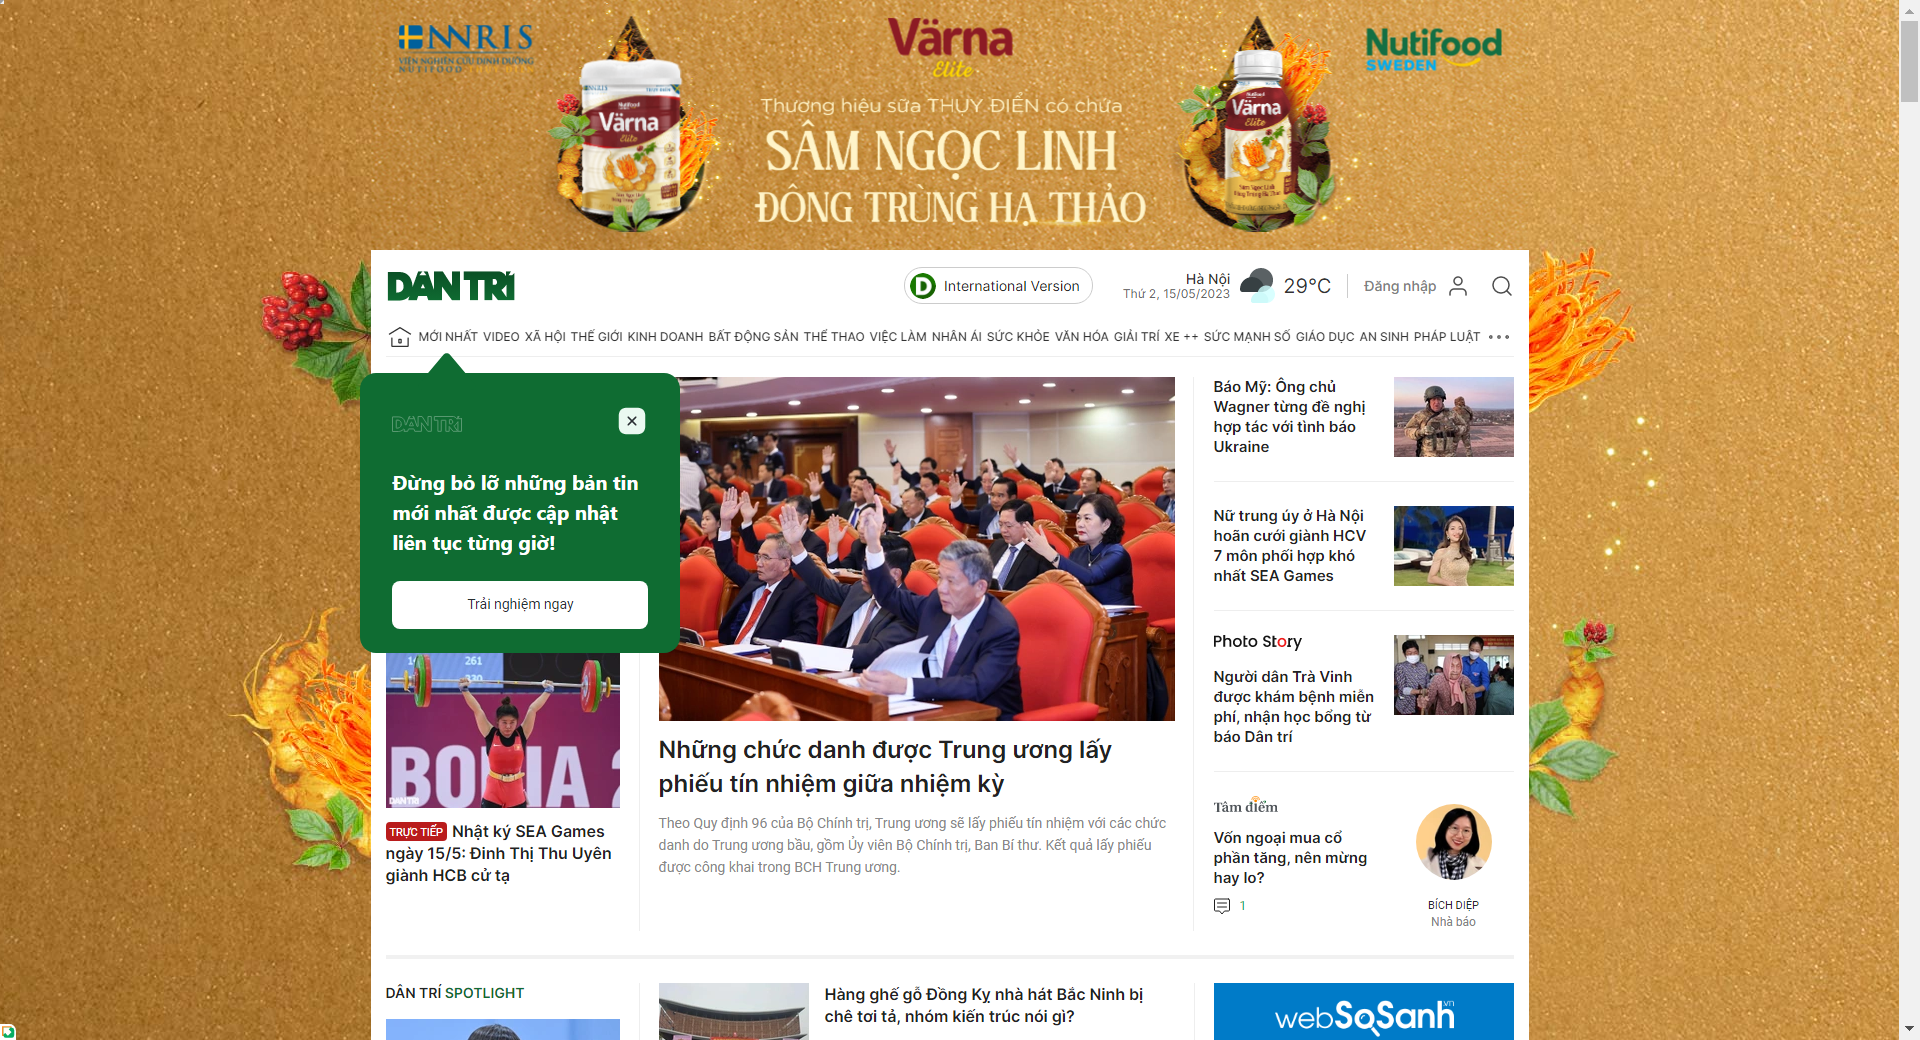 NNRIS
VIỆN NGHIÊN CỨU DINH DƯỠNG
NUTIFOOD
Värna
Elite
Nutifood
SWEDEN
Thương hiệu sữa THỤY ĐIỂN có chứa
SÂM NGỌC LINH
ĐÔNG TRÙNG HẠ THẢO
Värna
Elite
Värna
Elite
DÂN TRÍ
International Version
Hà Nội
Thứ 2, 15/05/2023
29°C
Đăng nhập
MỚI NHẤT VIDEO XÃ HỘI THẾ GIỚI KINH DOANH BẤT ĐỘNG SẢN THỂ THAO VIỆC LÀM NHÂN ÁI SỨC KHỎE VĂN HÓA GIẢI TRÍ XE ++ SỨC MẠNH SỐ GIÁO DỤC AN SINH PHÁP LUẬT
DÂN TRÍ
Đừng bỏ lỡ những bản tin
mới nhất được cập nhật
liên tục từng giờ!
Trải nghiệm ngay
261
230
BO
IA 2
DÂN TRÍ
TRỰC TIẾP Nhật ký SEA Games
ngày 15/5: Đinh Thị Thu Uyên
giành HCB cử tạ
Những chức danh được Trung ương lấy
phiếu tín nhiệm giữa nhiệm kỳ
Theo Quy định 96 của Bộ Chính trị, Trung ương sẽ lấy phiếu tín nhiệm với các chức
danh do Trung ương bầu, gồm Ủy viên Bộ Chính trị, Ban Bí thư. Kết quả lấy phiếu
được công khai trong BCH Trung ương.
Báo Mỹ: Ông chủ
Wagner từng đề nghị
hợp tác với tình báo
Ukraine
Nữ trung úy ở Hà Nội
hoãn cưới giành HCV
7 môn phối hợp khó
nhất SEA Games
Photo Story
Người dân Trà Vinh
được khám bệnh miễn
phí, nhận học bổng từ
báo Dân trí
Tâm điểm
Vốn ngoại mua cổ
phần tăng, nên mừng
hay lo?
1
BÍCH DIỆP
Nhà báo
DÂN TRÍ SPOTLIGHT
Hàng ghế gỗ Đồng Kỵ nhà hát Bắc Ninh bị
chê tơi tả, nhóm kiến trúc nói gì?
webSoSanh.vn